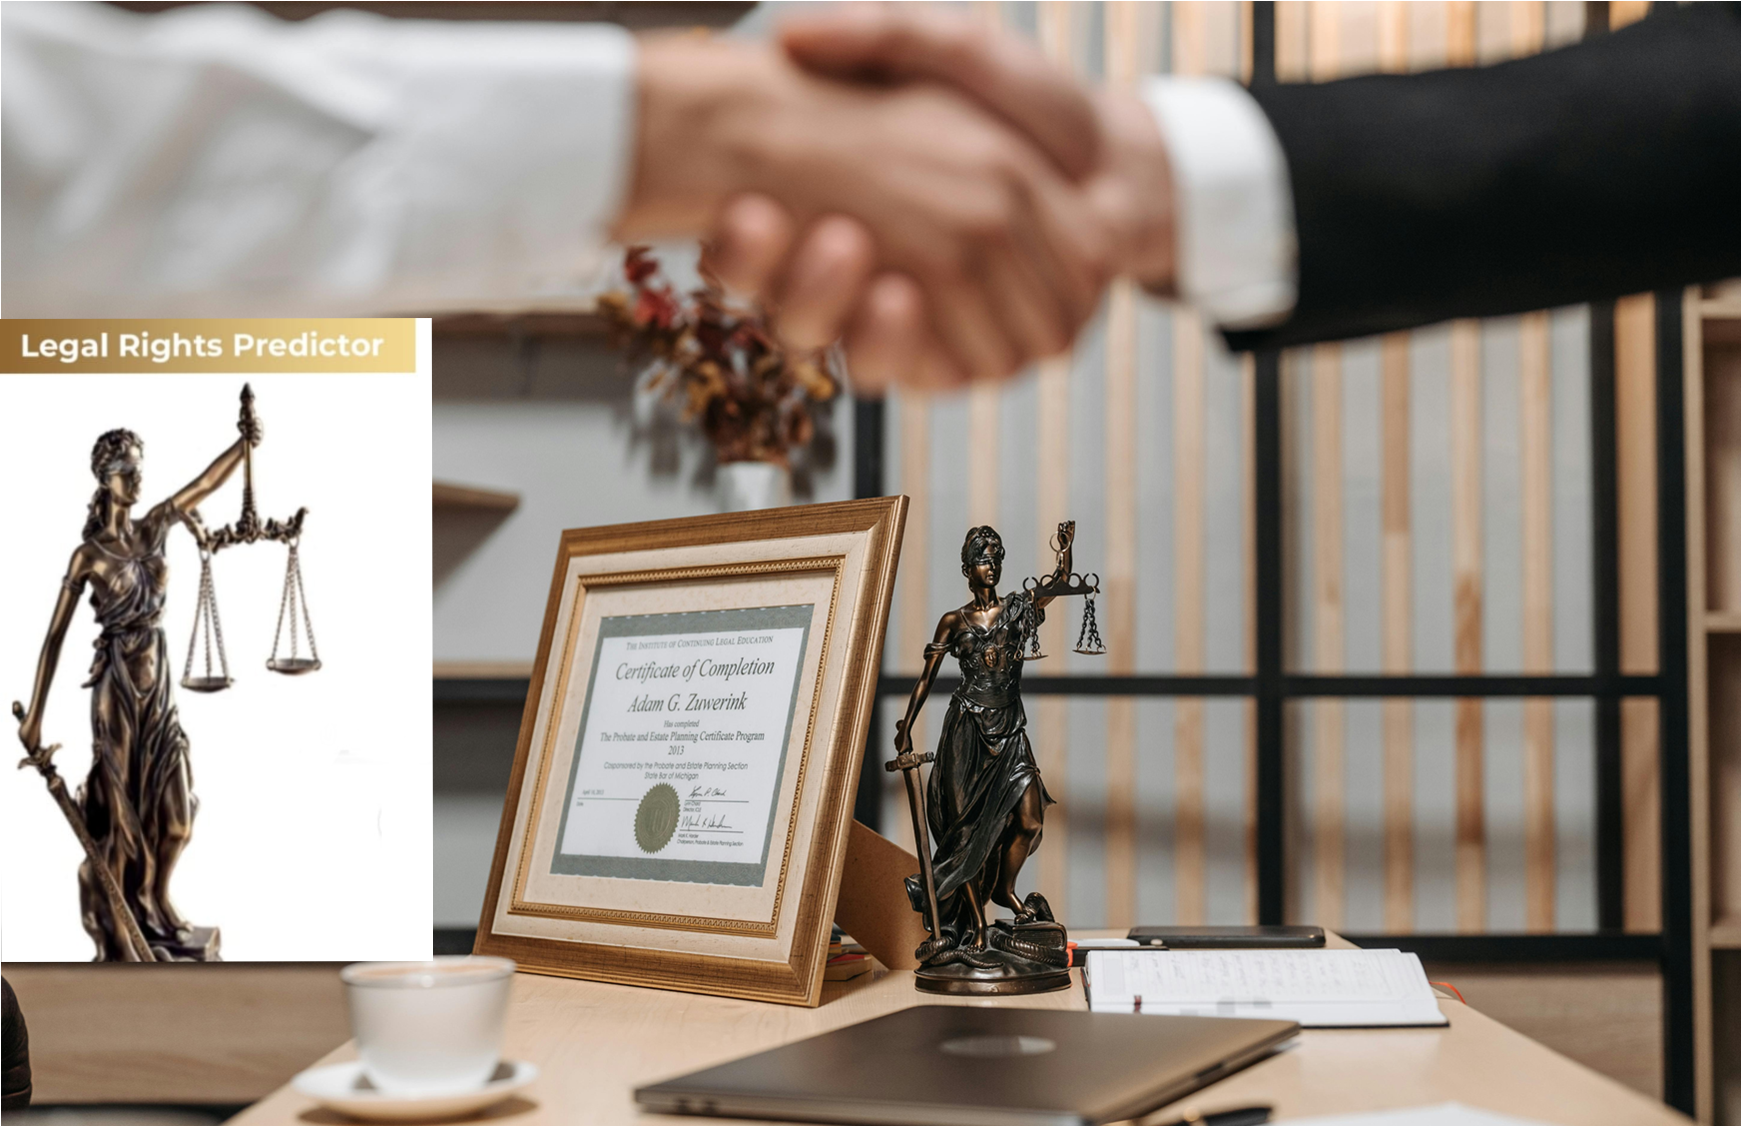 Legal Rights Predictor
THE INSTITUTE OF CONTINUING LEGAL EDUCATION
Certificate of Completion
Adam G. Zuwerink
Has completed
The Probate and Estate Planning Certificate Program
2013
Cosponsored by the Probate and Estate Planning Section
State Bar of Michigan
Date